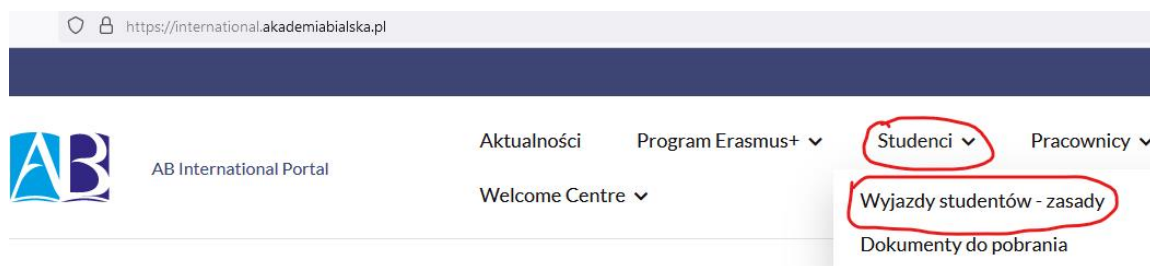 https://international.akademiabialska.pl
AB
AB International Portal
Aktualności Program Erasmus+ Studenci Pracownicy
Welcome Centre
Wyjazdy studentów - zasady
Dokumenty do pobrania